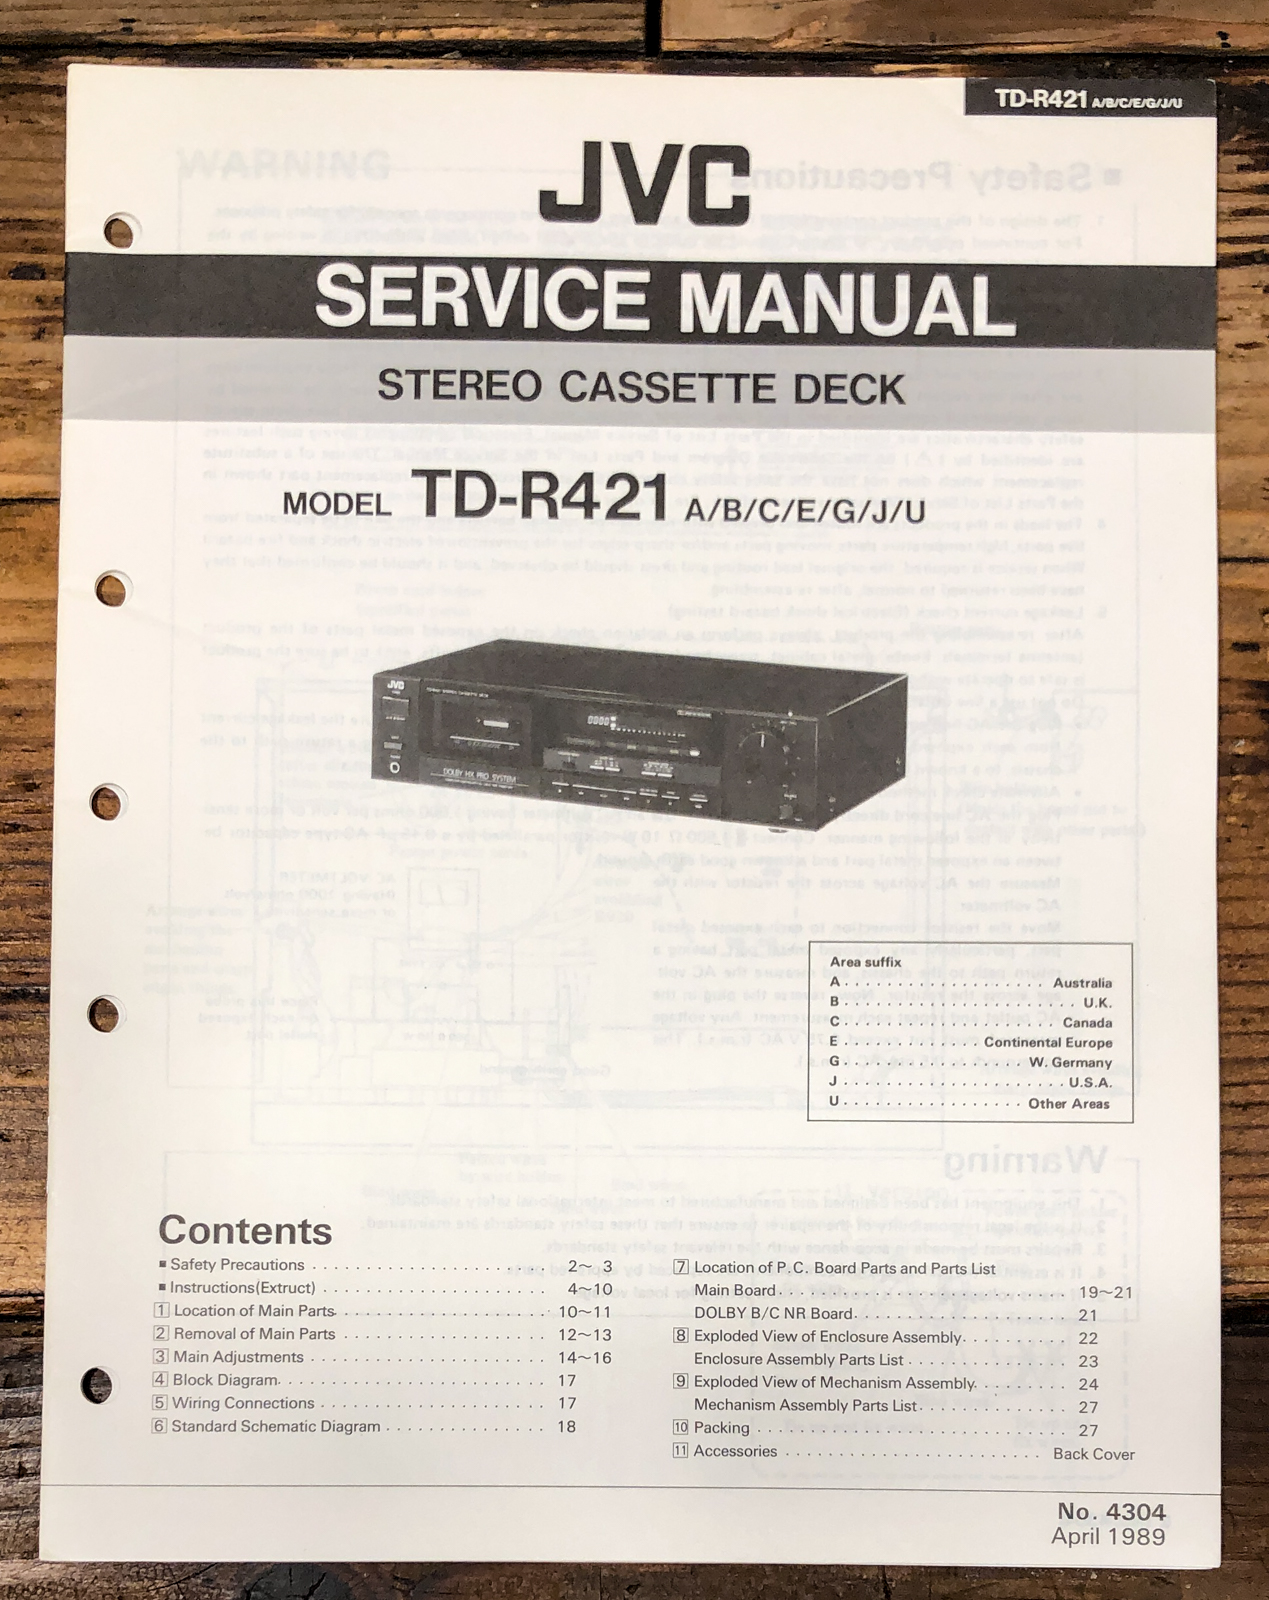 TD-R421 A/B/C/E/G/J/U
JVC
SERVICE MANUAL
STEREO CASSETTE DECK
MODEL TD-R421 A/B/C/E/G/J/U
JVC
DOLBY HX PRO SYSTEM
Area suffix
A . . . . . . . . . . . . . . . . . . . . Australia
B . . . . . . . . . . . . . . . . . . . . . . . U.K.
C . . . . . . . . . . . . . . . . . . . . . Canada
E . . . . . . . . . . . . . Continental Europe
G . . . . . . . . . . . . . . . . . W. Germany
J . . . . . . . . . . . . . . . . . . . . . . U.S.A.
U . . . . . . . . . . . . . . . . . Other Areas
Contents
■ Safety Precautions . . . . . . . . . . . . . . . . . . . . . 2~ 3
■ Instructions(Extruct) . . . . . . . . . . . . . . . . . . . . 4~10
1 Location of Main Parts. . . . . . . . . . . . . . . . . . . 10~11
2 Removal of Main Parts . . . . . . . . . . . . . . . . . . 12~13
3 Main Adjustments . . . . . . . . . . . . . . . . . . . . . 14~16
4 Block Diagram. . . . . . . . . . . . . . . . . . . . . . . . 17
5 Wiring Connections . . . . . . . . . . . . . . . . . . . . 17
6 Standard Schematic Diagram . . . . . . . . . . . . . . 18
7 Location of P.C. Board Parts and Parts List
Main Board. . . . . . . . . . . . . . . . . . . . . . . . . . 19~21
DOLBY B/C NR Board. . . . . . . . . . . . . . . . . . . 21
8 Exploded View of Enclosure Assembly. . . . . . . . . . 22
Enclosure Assembly Parts List . . . . . . . . . . . . . . 23
9 Exploded View of Mechanism Assembly. . . . . . . . . 24
Mechanism Assembly Parts List . . . . . . . . . . . . . 27
10 Packing . . . . . . . . . . . . . . . . . . . . . . . . . . . . 27
11 Accessories . . . . . . . . . . . . . . . . . . . . . . . . Back Cover
No. 4304
April 1989